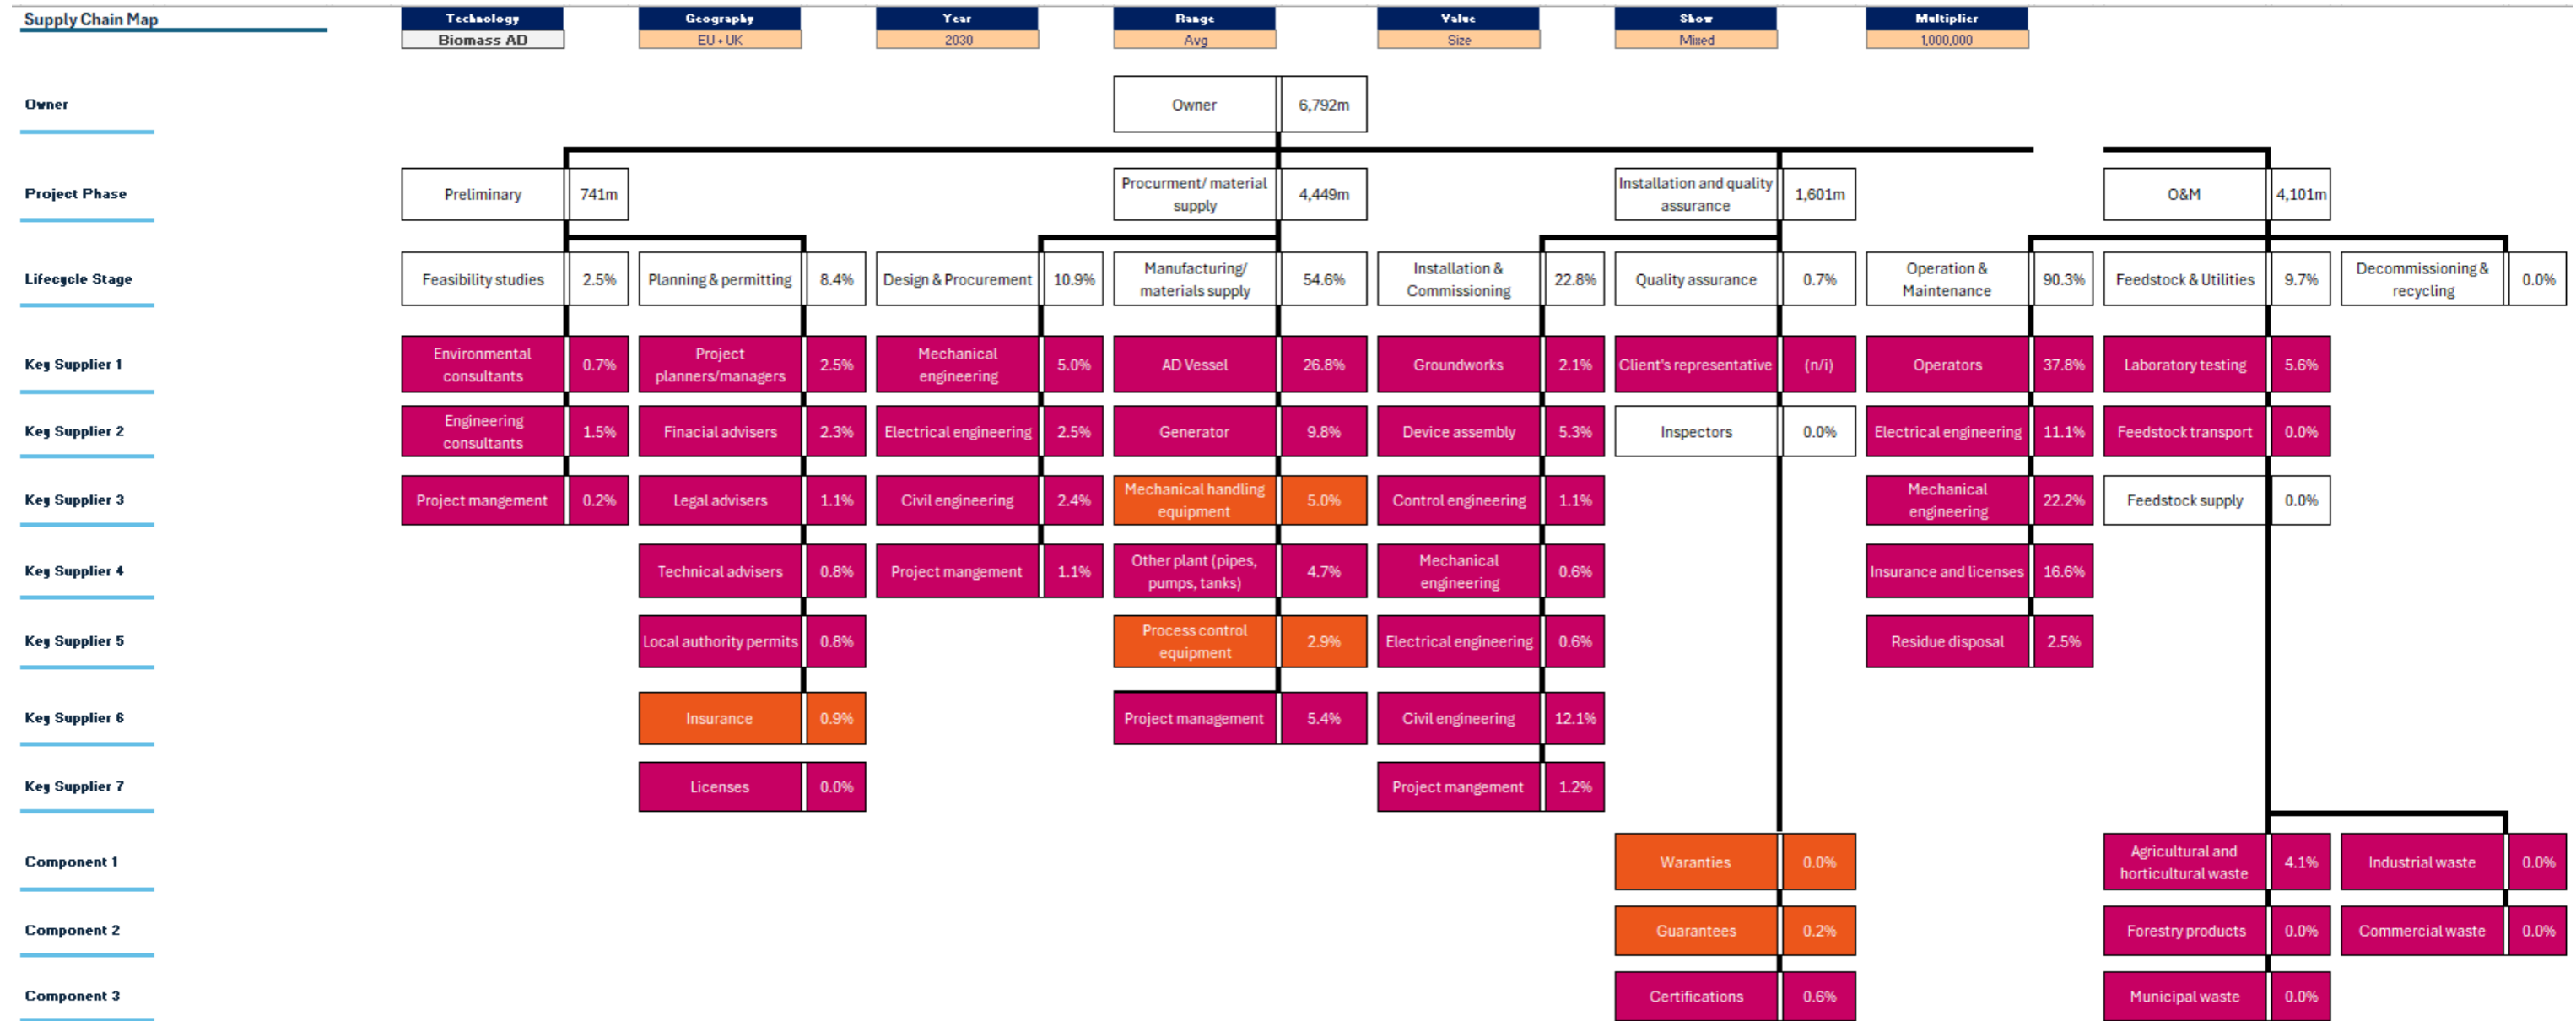 Supply Chain Map
Technology Geography Year Range Value Show Multiplier
Biomass AD EU + UK 2030 Avg Size Mixed 1,000,000
Owner
Owner 6,792m
Project Phase
Preliminary 741m
Procurment/ material
supply 4,449m
Installation and quality
assurance 1,601m
O&M 4,101m
Lifecycle Stage
Feasibility studies 2.5%
Planning & permitting 8.4%
Design & Procurement 10.9%
Manufacturing/
materials supply 54.6%
Installation &
Commissioning 22.8%
Quality assurance 0.7%
Operation &
Maintenance 90.3%
Feedstock & Utilities 9.7%
Decommissioning &
recycling 0.0%
Key Supplier 1
Environmental
consultants 0.7%
Project
planners/managers 2.5%
Mechanical
engineering 5.0%
AD Vessel 26.8%
Groundworks 2.1%
Client's representative (n/i)
Operators 37.8%
Laboratory testing 5.6%
Key Supplier 2
Engineering
consultants 1.5%
Finacial advisers 2.3%
Electrical engineering 2.5%
Generator 9.8%
Device assembly 5.3%
Inspectors 0.0%
Electrical engineering 11.1%
Feedstock transport 0.0%
Key Supplier 3
Project mangement 0.2%
Legal advisers 1.1%
Civil engineering 2.4%
Mechanical handling
equipment 5.0%
Control engineering 1.1%
Mechanical
engineering 22.2%
Feedstock supply 0.0%
Key Supplier 4
Technical advisers 0.8%
Project mangement 1.1%
Other plant (pipes,
pumps, tanks) 4.7%
Mechanical
engineering 0.6%
Insurance and licenses 16.6%
Key Supplier 5
Local authority permits 0.8%
Process control
equipment 2.9%
Electrical engineering 0.6%
Residue disposal 2.5%
Key Supplier 6
Insurance 0.9%
Project management 5.4%
Civil engineering 12.1%
Key Supplier 7
Licenses 0.0%
Project mangement 1.2%
Component 1
Waranties 0.0%
Agricultural and
horticultural waste 4.1%
Industrial waste 0.0%
Component 2
Guarantees 0.2%
Forestry products 0.0%
Commercial waste 0.0%
Component 3
Certifications 0.6%
Municipal waste 0.0%